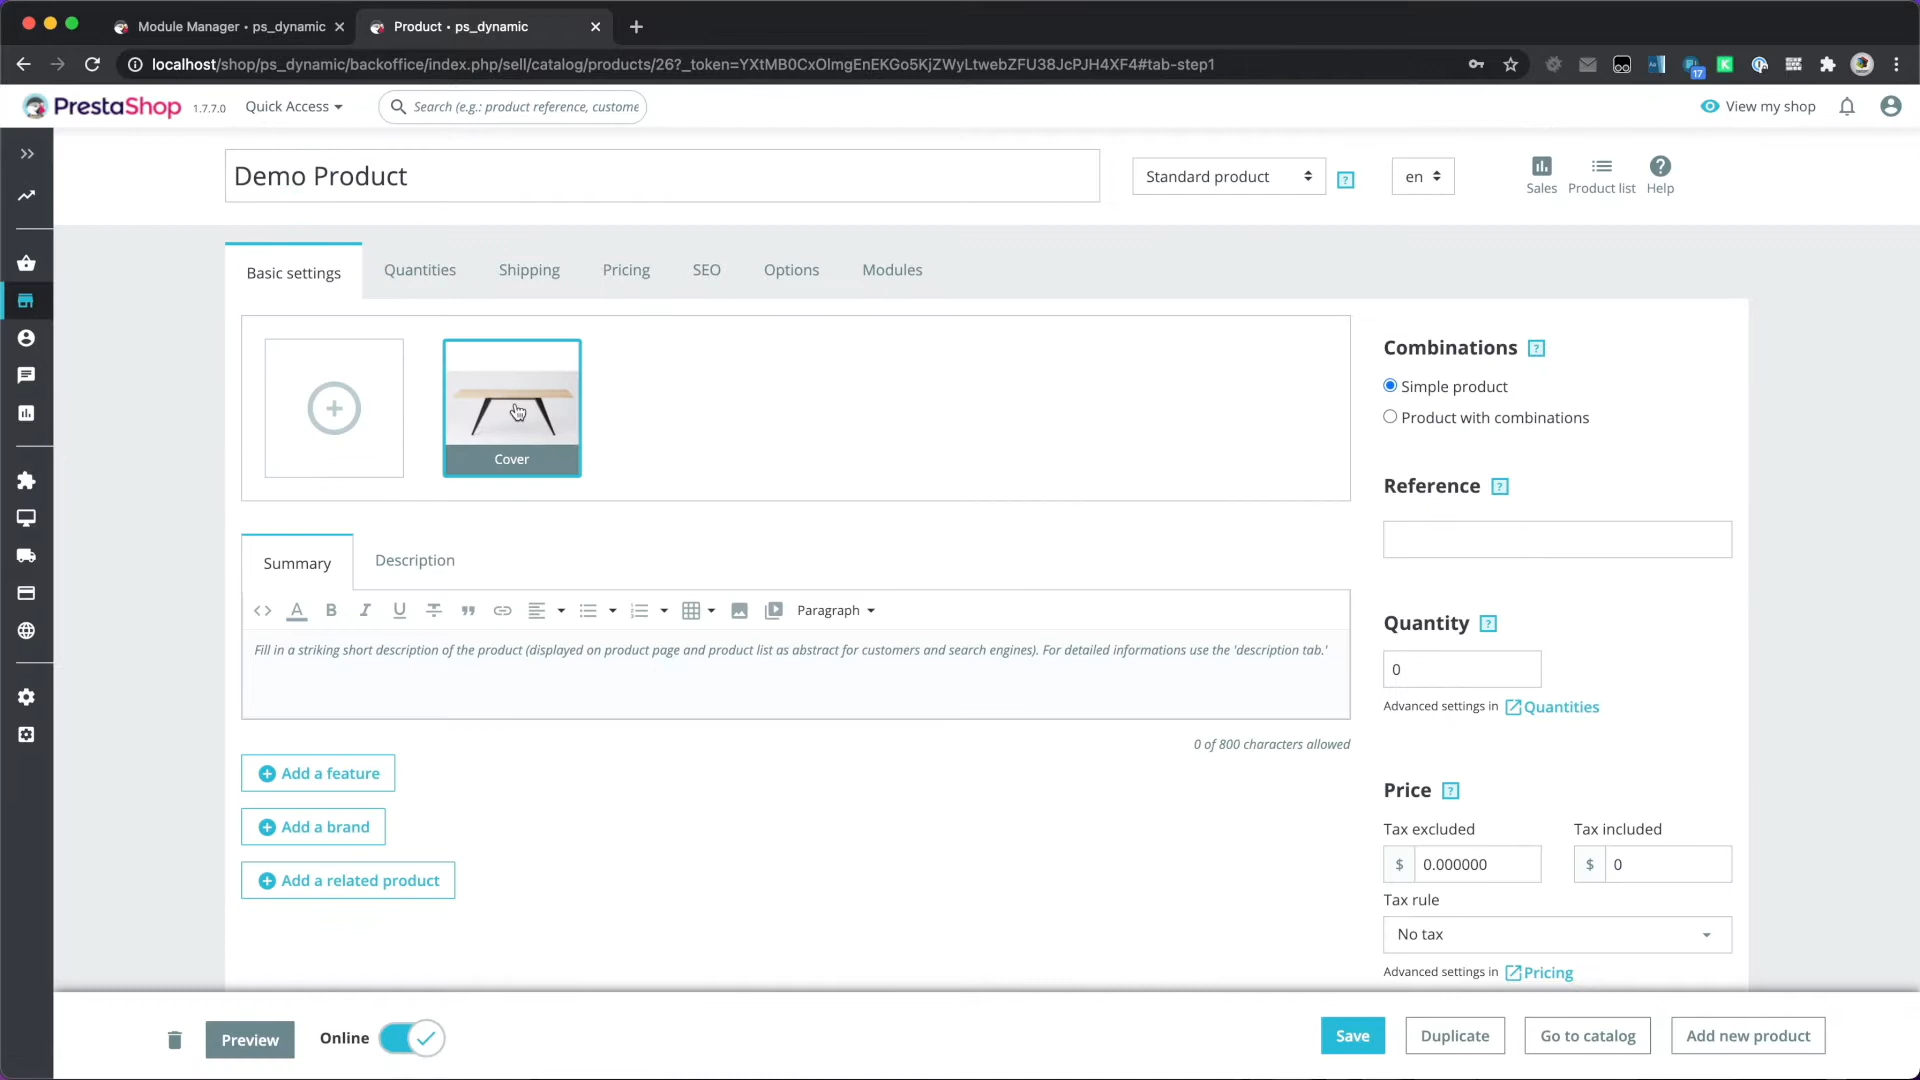 Module Manager • ps_dynamic
Product • ps_dynamic
localhost/shop/ps_dynamic/backoffice/index.php/sell/catalog/products/26?_token=YXtMB0CxOlmgEnEKGo5KjZWyLtwebZFU38JcPJH4XF4#tab-step1
17
PrestaShop 1.7.7.0
Quick Access
Search (e.g.: product reference, custome
View my shop
Demo Product
Standard product
?
en
Sales
Product list
Help
Basic settings
Quantities
Shipping
Pricing
SEO
Options
Modules
Cover
Combinations ?
Simple product
Product with combinations
Reference ?
Summary
Description
Paragraph
Fill in a striking short description of the product (displayed on product page and product list as abstract for customers and search engines). For detailed informations use the 'description tab.'
0 of 800 characters allowed
Quantity ?
0
Advanced settings in Quantities
Add a feature
Add a brand
Add a related product
Price ?
Tax excluded
Tax included
$ 0.000000
$ 0
Tax rule
No tax
Advanced settings in Pricing
Preview
Online
Save
Duplicate
Go to catalog
Add new product